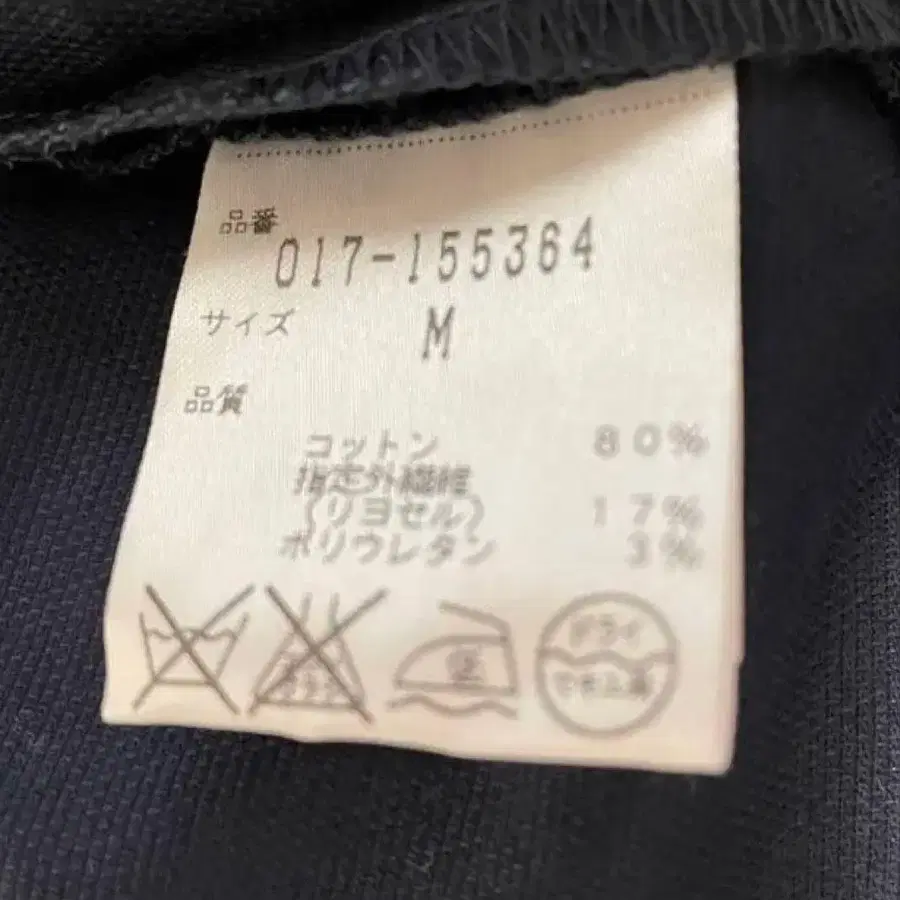 品番
017-155364
サイズ M
品質
コットン 80%
指定外繊維
(リヨセル) 17%
ポリウレタン 3%
ドライ